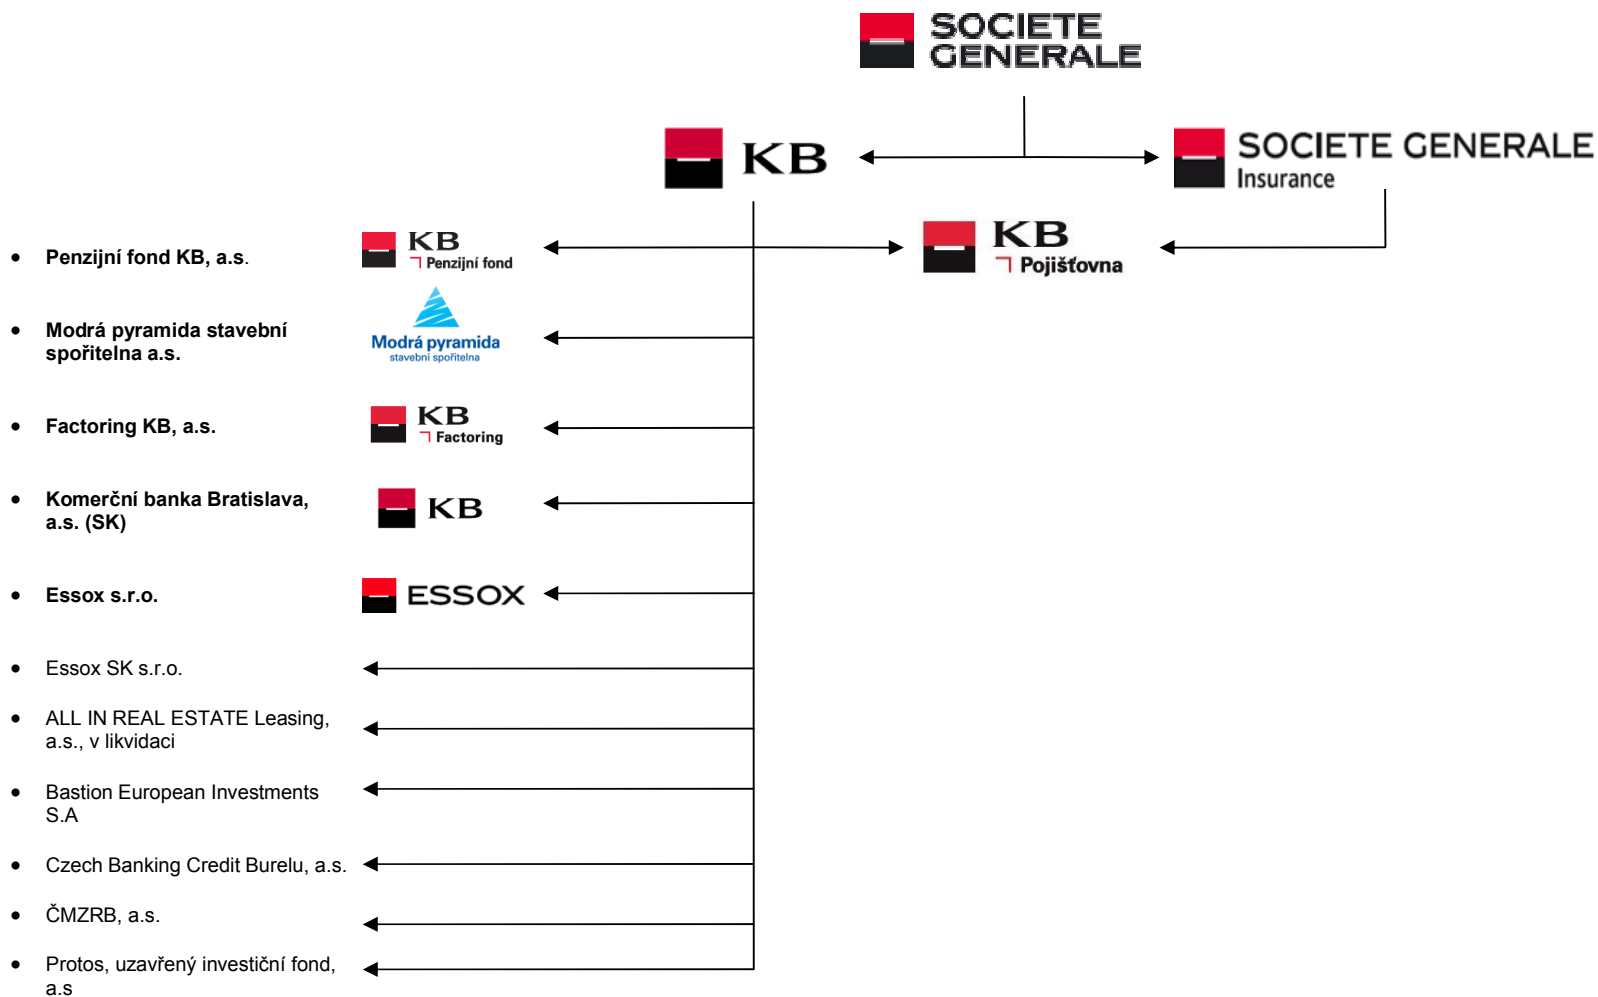 SOCIETE
GENERALE
KB
SOCIETE GENERALE
Insurance
KB
Pojišťovna
• Penzijní fond KB, a.s.
KB
Penzijní fond
• Modrá pyramida stavební
spořitelna a.s.
Modrá pyramida
stavební spořitelna
• Factoring KB, a.s.
KB
Factoring
• Komerční banka Bratislava,
a.s. (SK)
KB
• Essox s.r.o.
ESSOX
• Essox SK s.r.o.
• ALL IN REAL ESTATE Leasing,
a.s., v likvidaci
• Bastion European Investments
S.A
• Czech Banking Credit Burelu, a.s.
• ČMZRB, a.s.
• Protos, uzavřený investiční fond,
a.s